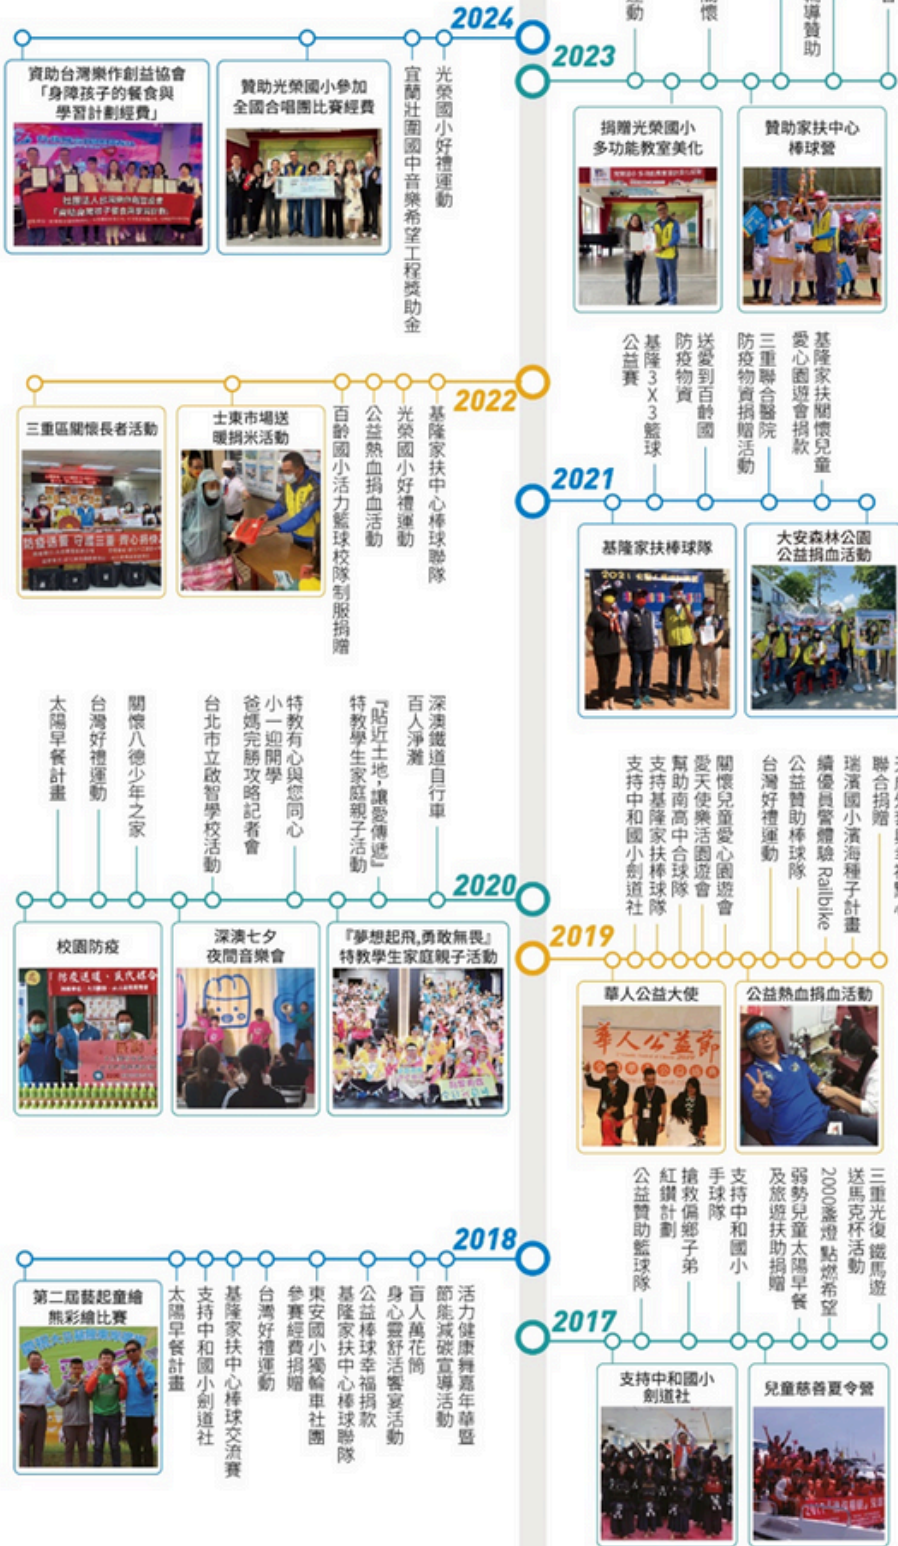 2024
資助台灣樂作創益協會
「身障孩子的餐食與
學習計劃經費」
贊助光榮國小參加
全國合唱團比賽經費
宜蘭壯圍國中音樂希望工程獎助金
光榮國小好禮運動
2023
動
懷
導贊助
捐贈光榮國小
多功能教室美化
贊助家扶中心
棒球營
2022
三重區關懷長者活動
士東市場送
暖捐米活動
百齡國小活力籃球校隊制服捐贈
公益熱血捐血活動
光榮國小好禮運動
基隆家扶中心棒球聯隊
2021
基隆3X3籃球
公益賽
送愛到百齡國
防疫物資
三重聯合醫院
防疫物資捐贈活動
基隆家扶關懷兒童
愛心園遊會捐款
基隆家扶棒球隊
2021
大安森林公園
公益捐血活動
2020
太陽早餐計畫
台灣好禮運動
關懷八德少年之家
台北市立啟智學校活動
特教有心與您同心
小一迎開學
爸媽完勝攻略記者會
『貼近土地,讓愛傳遞』
特教學生家庭親子活動
深澳鐵道自行車
百人淨灘
校園防疫
深澳七夕
夜間音樂會
『夢想起飛,勇敢無畏』
特教學生家庭親子活動
2019
支持中和國小劍道社
支持基隆家扶棒球隊
幫助南高中合球隊
愛天使樂活園遊會
關懷兒童愛心園遊會
台灣好禮運動
公益贊助棒球隊
續優員警體驗 Railbike
瑞濱國小濱海種子計畫
聯合捐贈
華人公益大使
華人公益節
公益熱血捐血活動
2018
第二屆藝起童繪
熊彩繪比賽
太陽早餐計畫
支持中和國小劍道社
基隆家扶中心棒球交流賽
台灣好禮運動
東安國小獨輪車社團
參賽經費捐贈
公益棒球幸福捐款
基隆家扶中心棒球聯隊
盲人萬花筒
身心靈舒活饗宴活動
活力健康舞嘉年華暨
節能減碳宣導活動
2017
公益贊助籃球隊
搶救偏鄉子弟
紅鑽計劃
支持中和國小
手球隊
弱勢兒童太陽早餐
及旅遊扶助捐贈
2000盞燈 點燃希望
三重光復 鐵馬遊
送馬克杯活動
支持中和國小
劍道社
兒童慈善夏令營